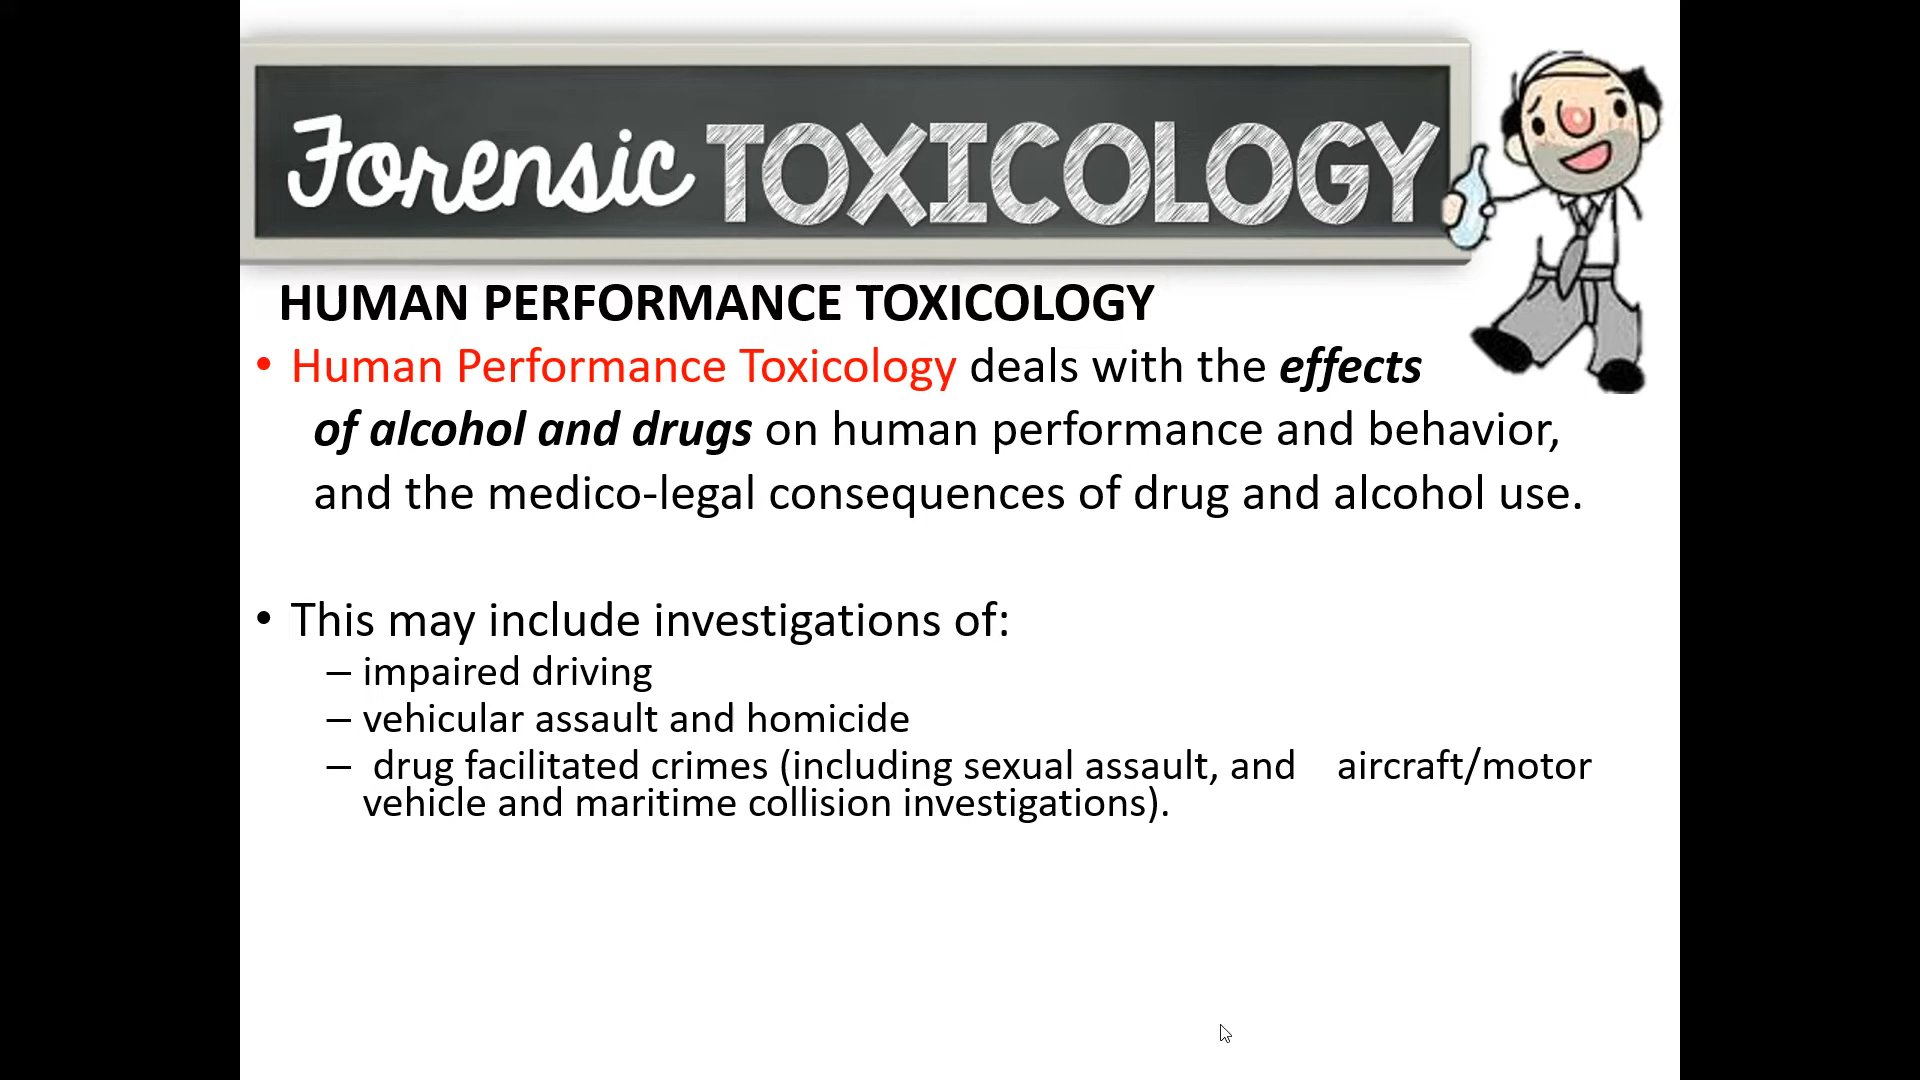 Forensic TOXICOLOGY
HUMAN PERFORMANCE TOXICOLOGY
• Human Performance Toxicology deals with the effects
of alcohol and drugs on human performance and behavior,
and the medico-legal consequences of drug and alcohol use.
• This may include investigations of:
– impaired driving
– vehicular assault and homicide
– drug facilitated crimes (including sexual assault, and aircraft/motor
vehicle and maritime collision investigations).